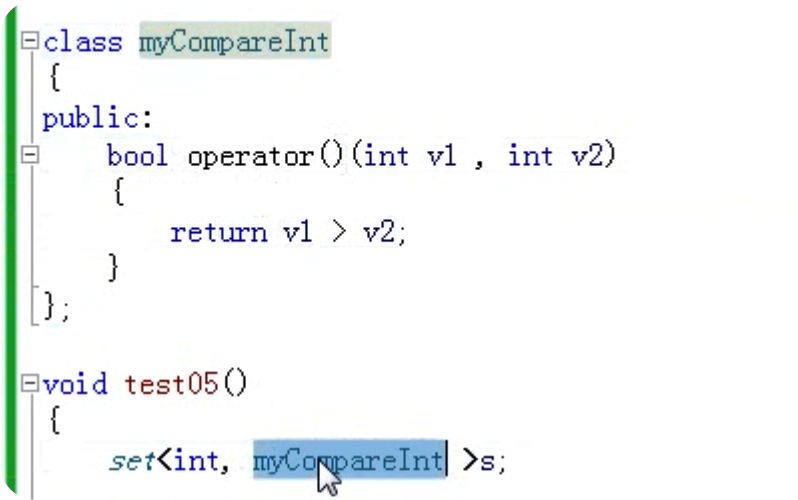 class myCompareInt
{
public:
bool operator()(int v1 , int v2)
{
return v1 > v2;
}
};
void test05()
{
set<int, myCompareInt >s;